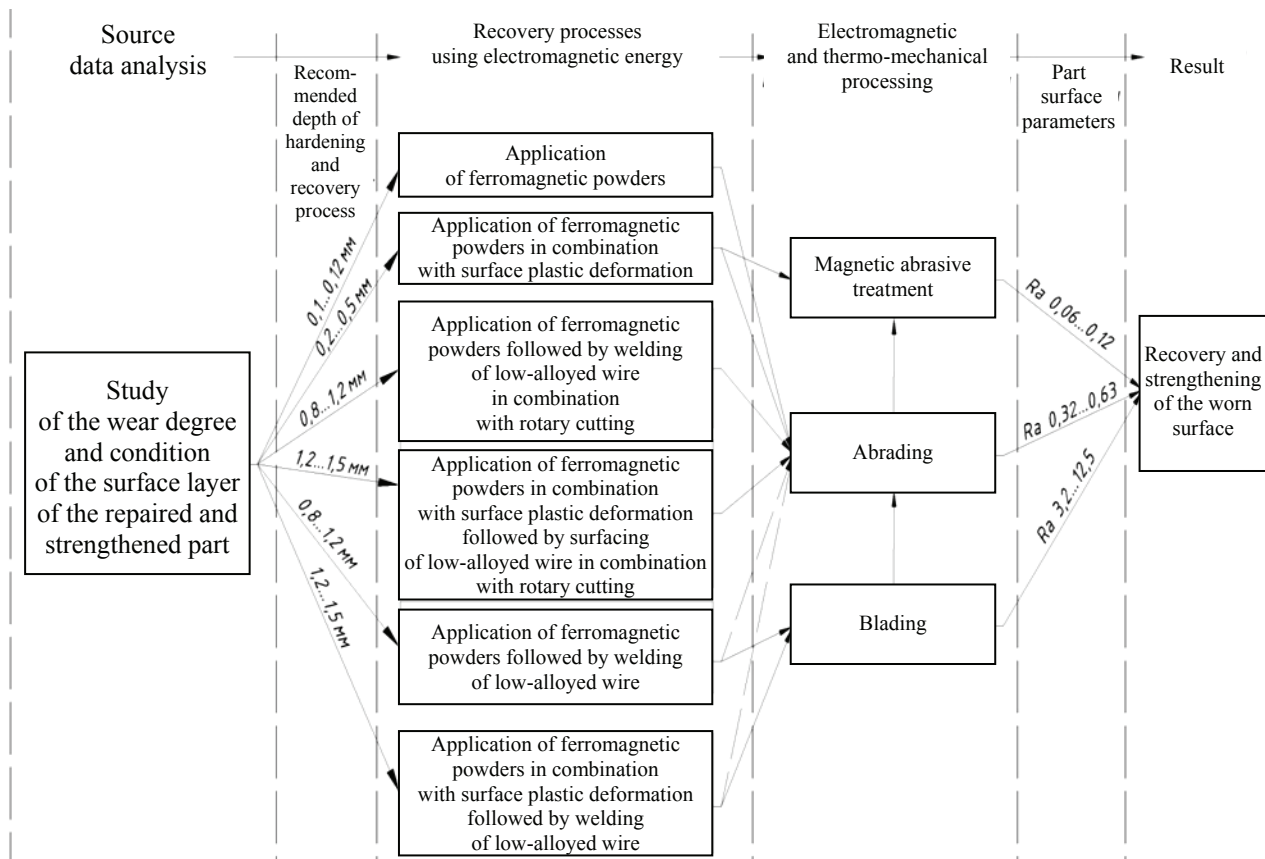 Source
data analysis
Recom-
mended
depth of
hardening
and
recovery
process
Recovery processes
using electromagnetic energy
Electromagnetic
and thermo-mechanical
processing
Part
surface
parameters
Result
Study
of the wear degree
and condition
of the surface layer
of the repaired and
strengthened part
0,1...0,12 мм
0,2...0,5 мм
0,8...1,2 мм
1,2...1,5 мм
0,8...1,2 мм
1,2...1,5 мм
Application
of ferromagnetic powders
Application of ferromagnetic
powders in combination
with surface plastic deformation
Application of ferromagnetic
powders followed by welding
of low-alloyed wire
in combination
with rotary cutting
Application of ferromagnetic
powders in combination
with surface plastic deformation
followed by surfacing
of low-alloyed wire in combination
with rotary cutting
Application of ferromagnetic
powders followed by welding
of low-alloyed wire
Application of ferromagnetic
powders in combination
with surface plastic deformation
followed by welding
of low-alloyed wire
Magnetic abrasive
treatment
Abrading
Blading
Ra 0,06...0,12
Ra 0,32...0,63
Ra 3,2...12,5
Recovery and
strengthening
of the worn
surface